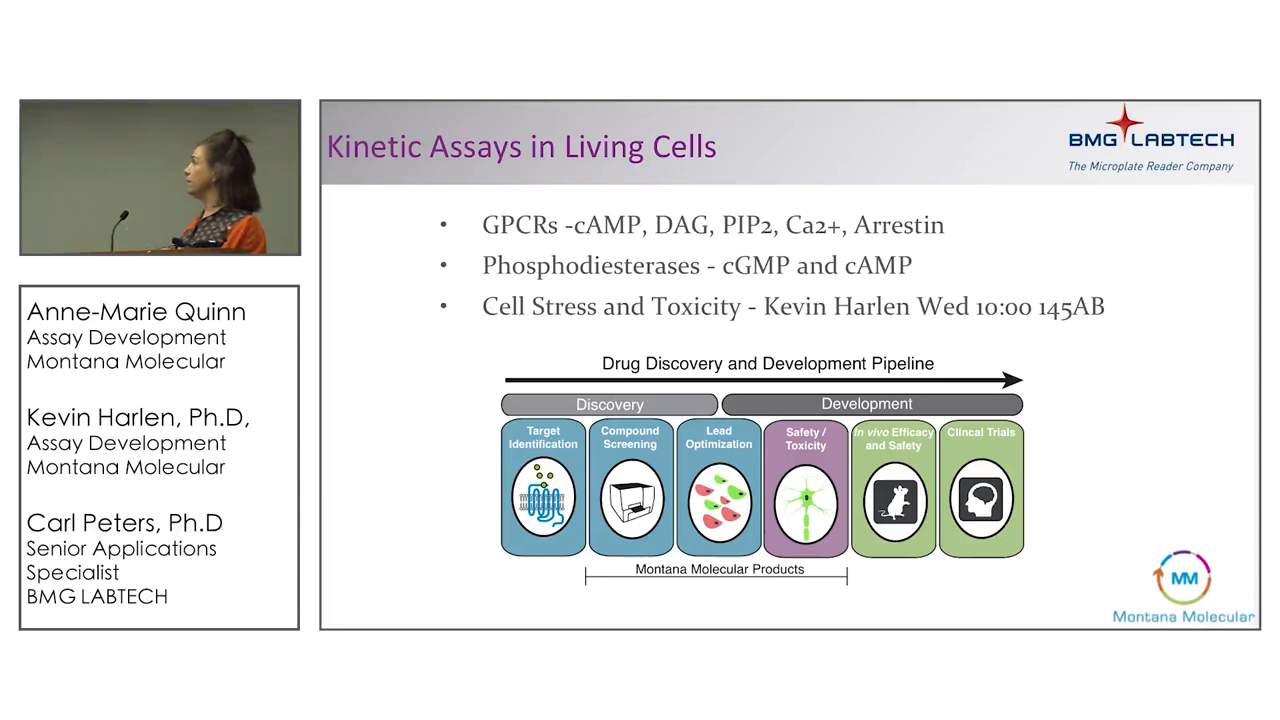 Kinetic Assays in Living Cells
BMG LABTECH
The Microplate Reader Company
• GPCRs -cAMP, DAG, PIP2, Ca2+, Arrestin
• Phosphodiesterases - cGMP and cAMP
• Cell Stress and Toxicity - Kevin Harlen Wed 10:00 145AB
Anne-Marie Quinn
Assay Development
Montana Molecular
Kevin Harlen, Ph.D,
Assay Development
Montana Molecular
Carl Peters, Ph.D
Senior Applications
Specialist
BMG LABTECH
Drug Discovery and Development Pipeline
Discovery
Development
Target
Identification
Compound
Screening
Lead
Optimization
Safety /
Toxicity
In vivo Efficacy
and Safety
Clincal Trials
Montana Molecular Products
MM
Montana Molecular